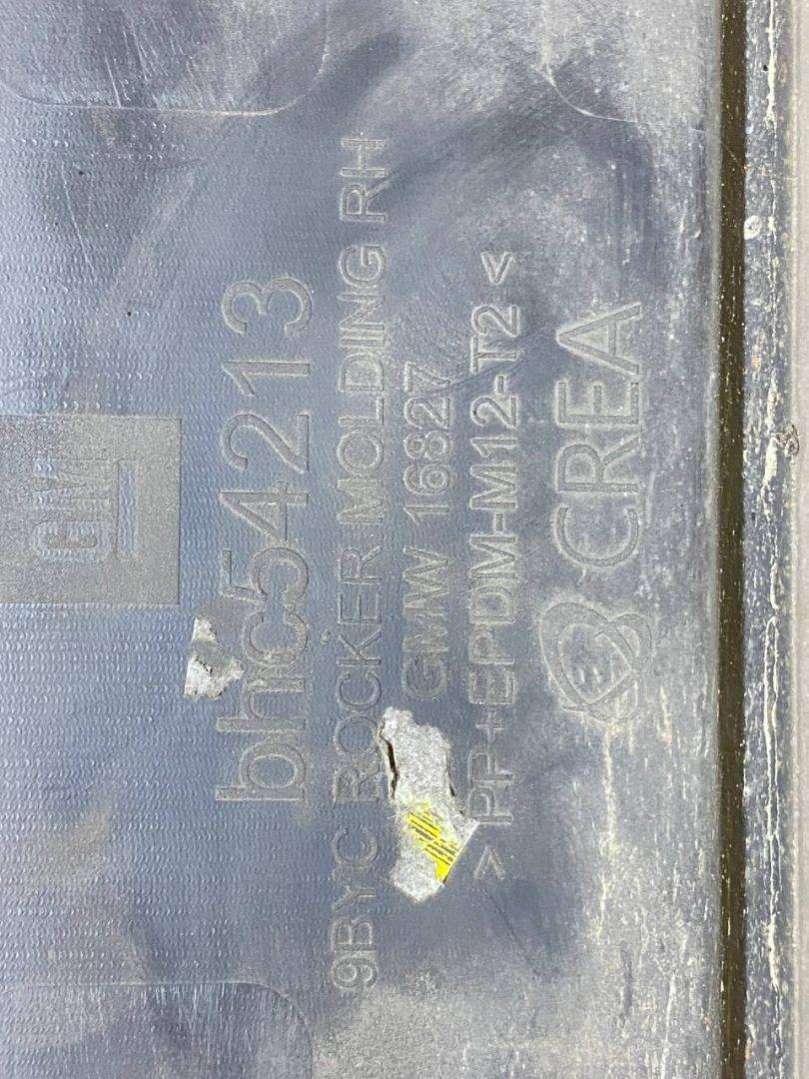 GM
bhc54213
9BYC ROCKER MOLDING RH
GMW 16827
>PP+EPDM-M12-T2<
CREA